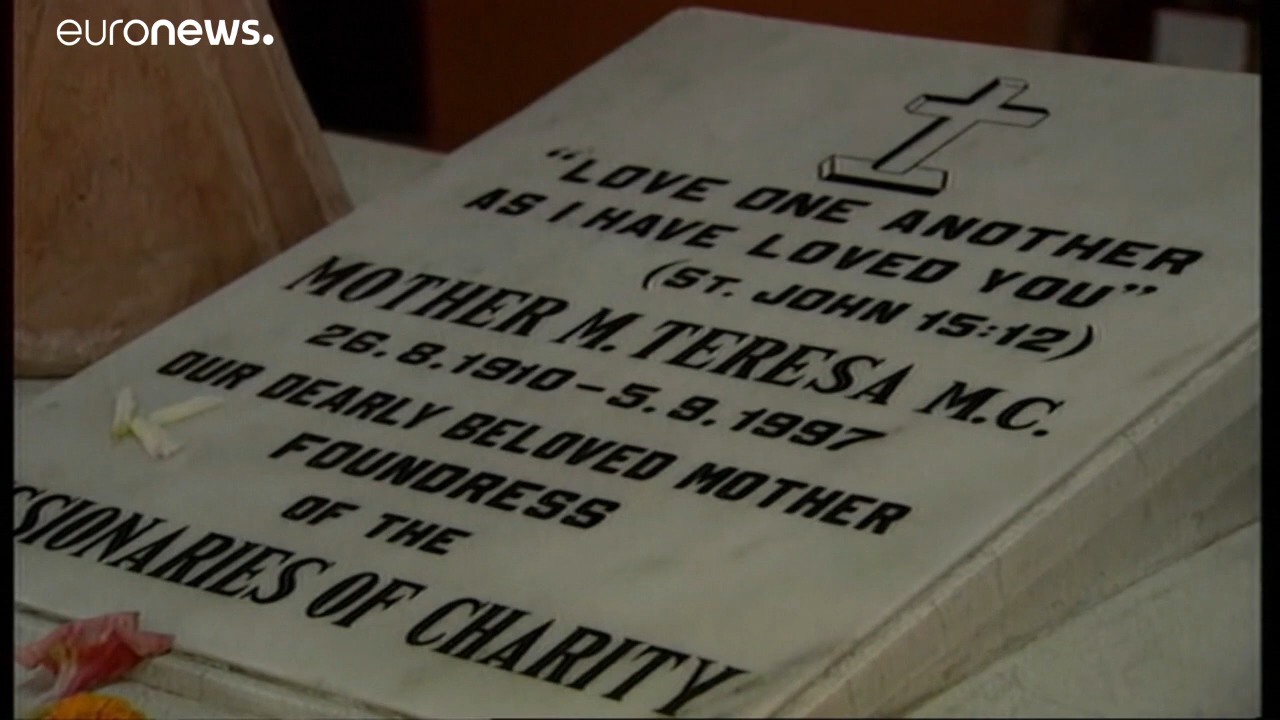 euronews.
"LOVE ONE ANOTHER
AS I HAVE LOVED YOU"
(ST. JOHN 15:12)
MOTHER M. TERESA M.C.
26.8.1910 – 5.9.1997
OUR DEARLY BELOVED MOTHER
FOUNDRESS
OF THE
SSIONARIES OF CHARITY